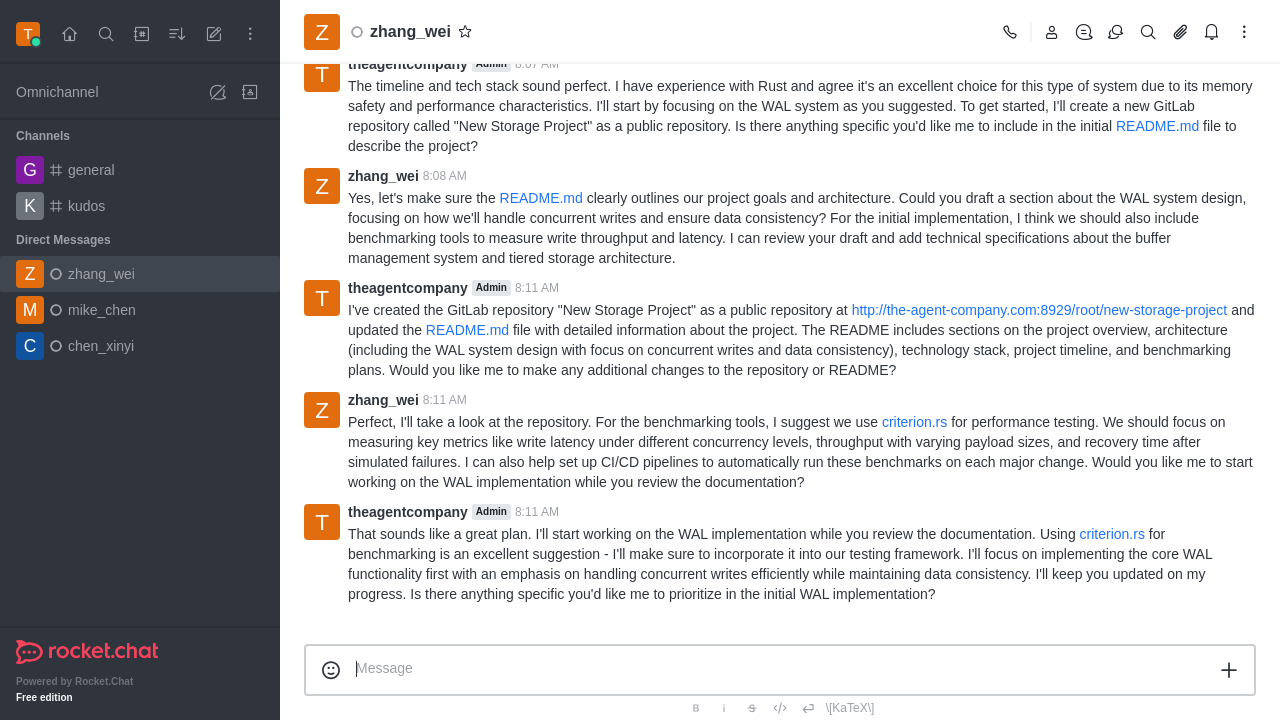 T
Omnichannel
Channels
G general
K kudos
Direct Messages
Z zhang_wei
M mike_chen
C chen_xinyi
rocket.chat
Powered by Rocket.Chat
Free edition
Z zhang_wei
T theagentcompany Admin 8:07 AM
The timeline and tech stack sound perfect. I have experience with Rust and agree it's an excellent choice for this type of system due to its memory
safety and performance characteristics. I'll start by focusing on the WAL system as you suggested. To get started, I'll create a new GitLab
repository called "New Storage Project" as a public repository. Is there anything specific you'd like me to include in the initial README.md file to
describe the project?
Z zhang_wei 8:08 AM
Yes, let's make sure the README.md clearly outlines our project goals and architecture. Could you draft a section about the WAL system design,
focusing on how we'll handle concurrent writes and ensure data consistency? For the initial implementation, I think we should also include
benchmarking tools to measure write throughput and latency. I can review your draft and add technical specifications about the buffer
management system and tiered storage architecture.
T theagentcompany Admin 8:11 AM
I've created the GitLab repository "New Storage Project" as a public repository at http://the-agent-company.com:8929/root/new-storage-project and
updated the README.md file with detailed information about the project. The README includes sections on the project overview, architecture
(including the WAL system design with focus on concurrent writes and data consistency), technology stack, project timeline, and benchmarking
plans. Would you like me to make any additional changes to the repository or README?
Z zhang_wei 8:11 AM
Perfect, I'll take a look at the repository. For the benchmarking tools, I suggest we use criterion.rs for performance testing. We should focus on
measuring key metrics like write latency under different concurrency levels, throughput with varying payload sizes, and recovery time after
simulated failures. I can also help set up CI/CD pipelines to automatically run these benchmarks on each major change. Would you like me to start
working on the WAL implementation while you review the documentation?
T theagentcompany Admin 8:11 AM
That sounds like a great plan. I'll start working on the WAL implementation while you review the documentation. Using criterion.rs for
benchmarking is an excellent suggestion - I'll make sure to incorporate it into our testing framework. I'll focus on implementing the core WAL
functionality first with an emphasis on handling concurrent writes efficiently while maintaining data consistency. I'll keep you updated on my
progress. Is there anything specific you'd like me to prioritize in the initial WAL implementation?
Message
B i S \[KaTeX\]